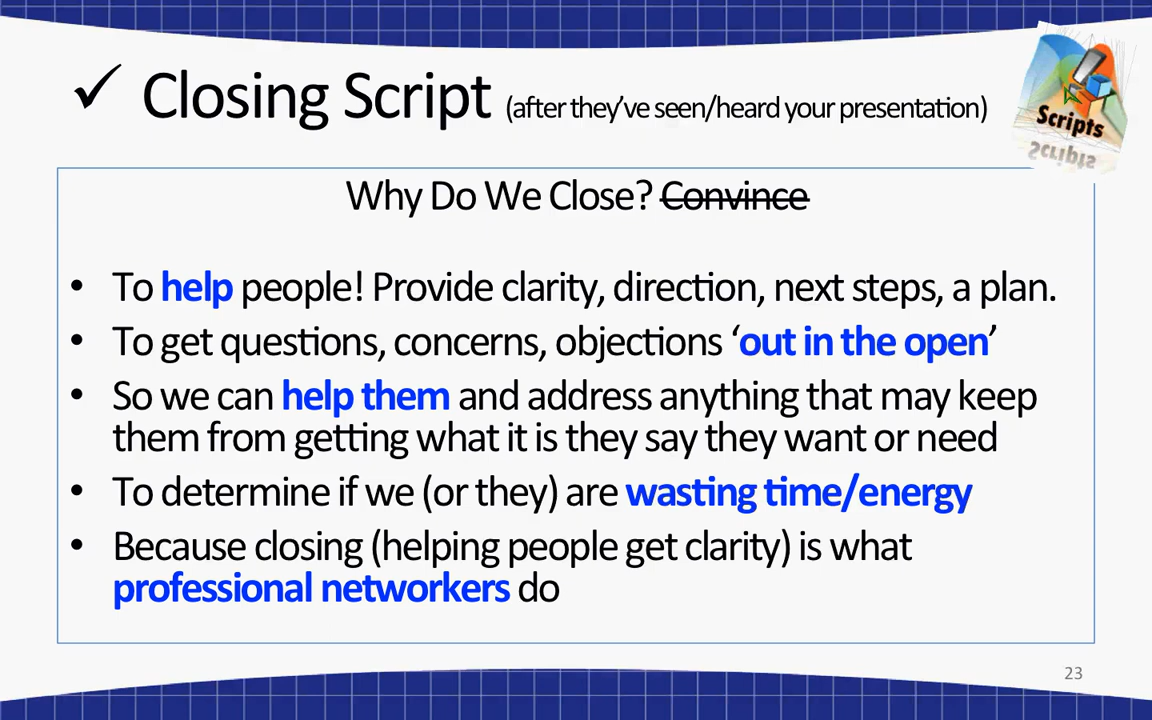 ✓ Closing Script (after they've seen/heard your presentation)
Scripts
Why Do We Close? Convince
• To help people! Provide clarity, direction, next steps, a plan.
• To get questions, concerns, objections ‘out in the open’
• So we can help them and address anything that may keep
them from getting what it is they say they want or need
• To determine if we (or they) are wasting time/energy
• Because closing (helping people get clarity) is what
professional networkers do
23